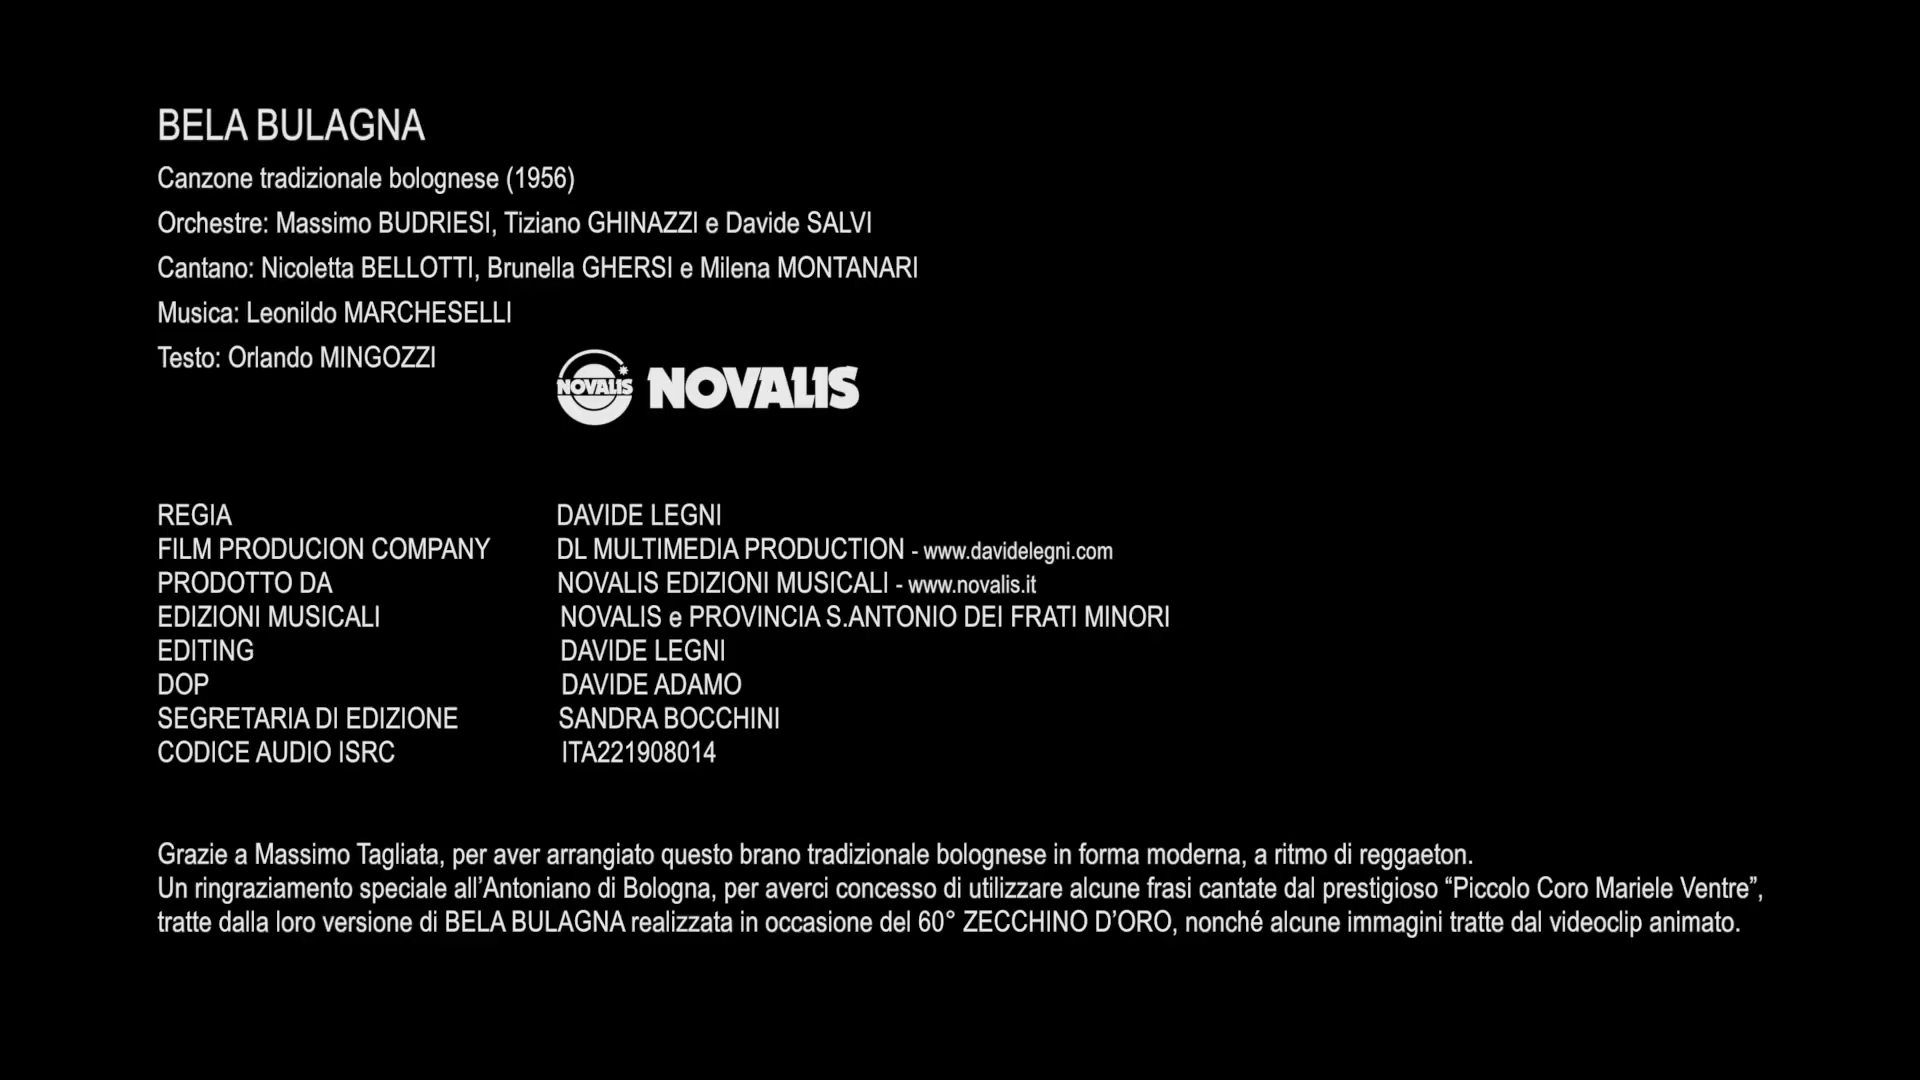 BELA BULAGNA
Canzone tradizionale bolognese (1956)
Orchestre: Massimo BUDRIESI, Tiziano GHINAZZI e Davide SALVI
Cantano: Nicoletta BELLOTTI, Brunella GHERSI e Milena MONTANARI
Musica: Leonildo MARCHESELLI
Testo: Orlando MINGOZZI
NOVALIS NOVALIS
REGIA DAVIDE LEGNI
FILM PRODUCION COMPANY DL MULTIMEDIA PRODUCTION - www.davidelegni.com
PRODOTTO DA NOVALIS EDIZIONI MUSICALI - www.novalis.it
EDIZIONI MUSICALI NOVALIS e PROVINCIA S.ANTONIO DEI FRATI MINORI
EDITING DAVIDE LEGNI
DOP DAVIDE ADAMO
SEGRETARIA DI EDIZIONE SANDRA BOCCHINI
CODICE AUDIO ISRC ITA221908014
Grazie a Massimo Tagliata, per aver arrangiato questo brano tradizionale bolognese in forma moderna, a ritmo di reggaeton.
Un ringraziamento speciale all’Antoniano di Bologna, per averci concesso di utilizzare alcune frasi cantate dal prestigioso “Piccolo Coro Mariele Ventre”,
tratte dalla loro versione di BELA BULAGNA realizzata in occasione del 60° ZECCHINO D’ORO, nonché alcune immagini tratte dal videoclip animato.